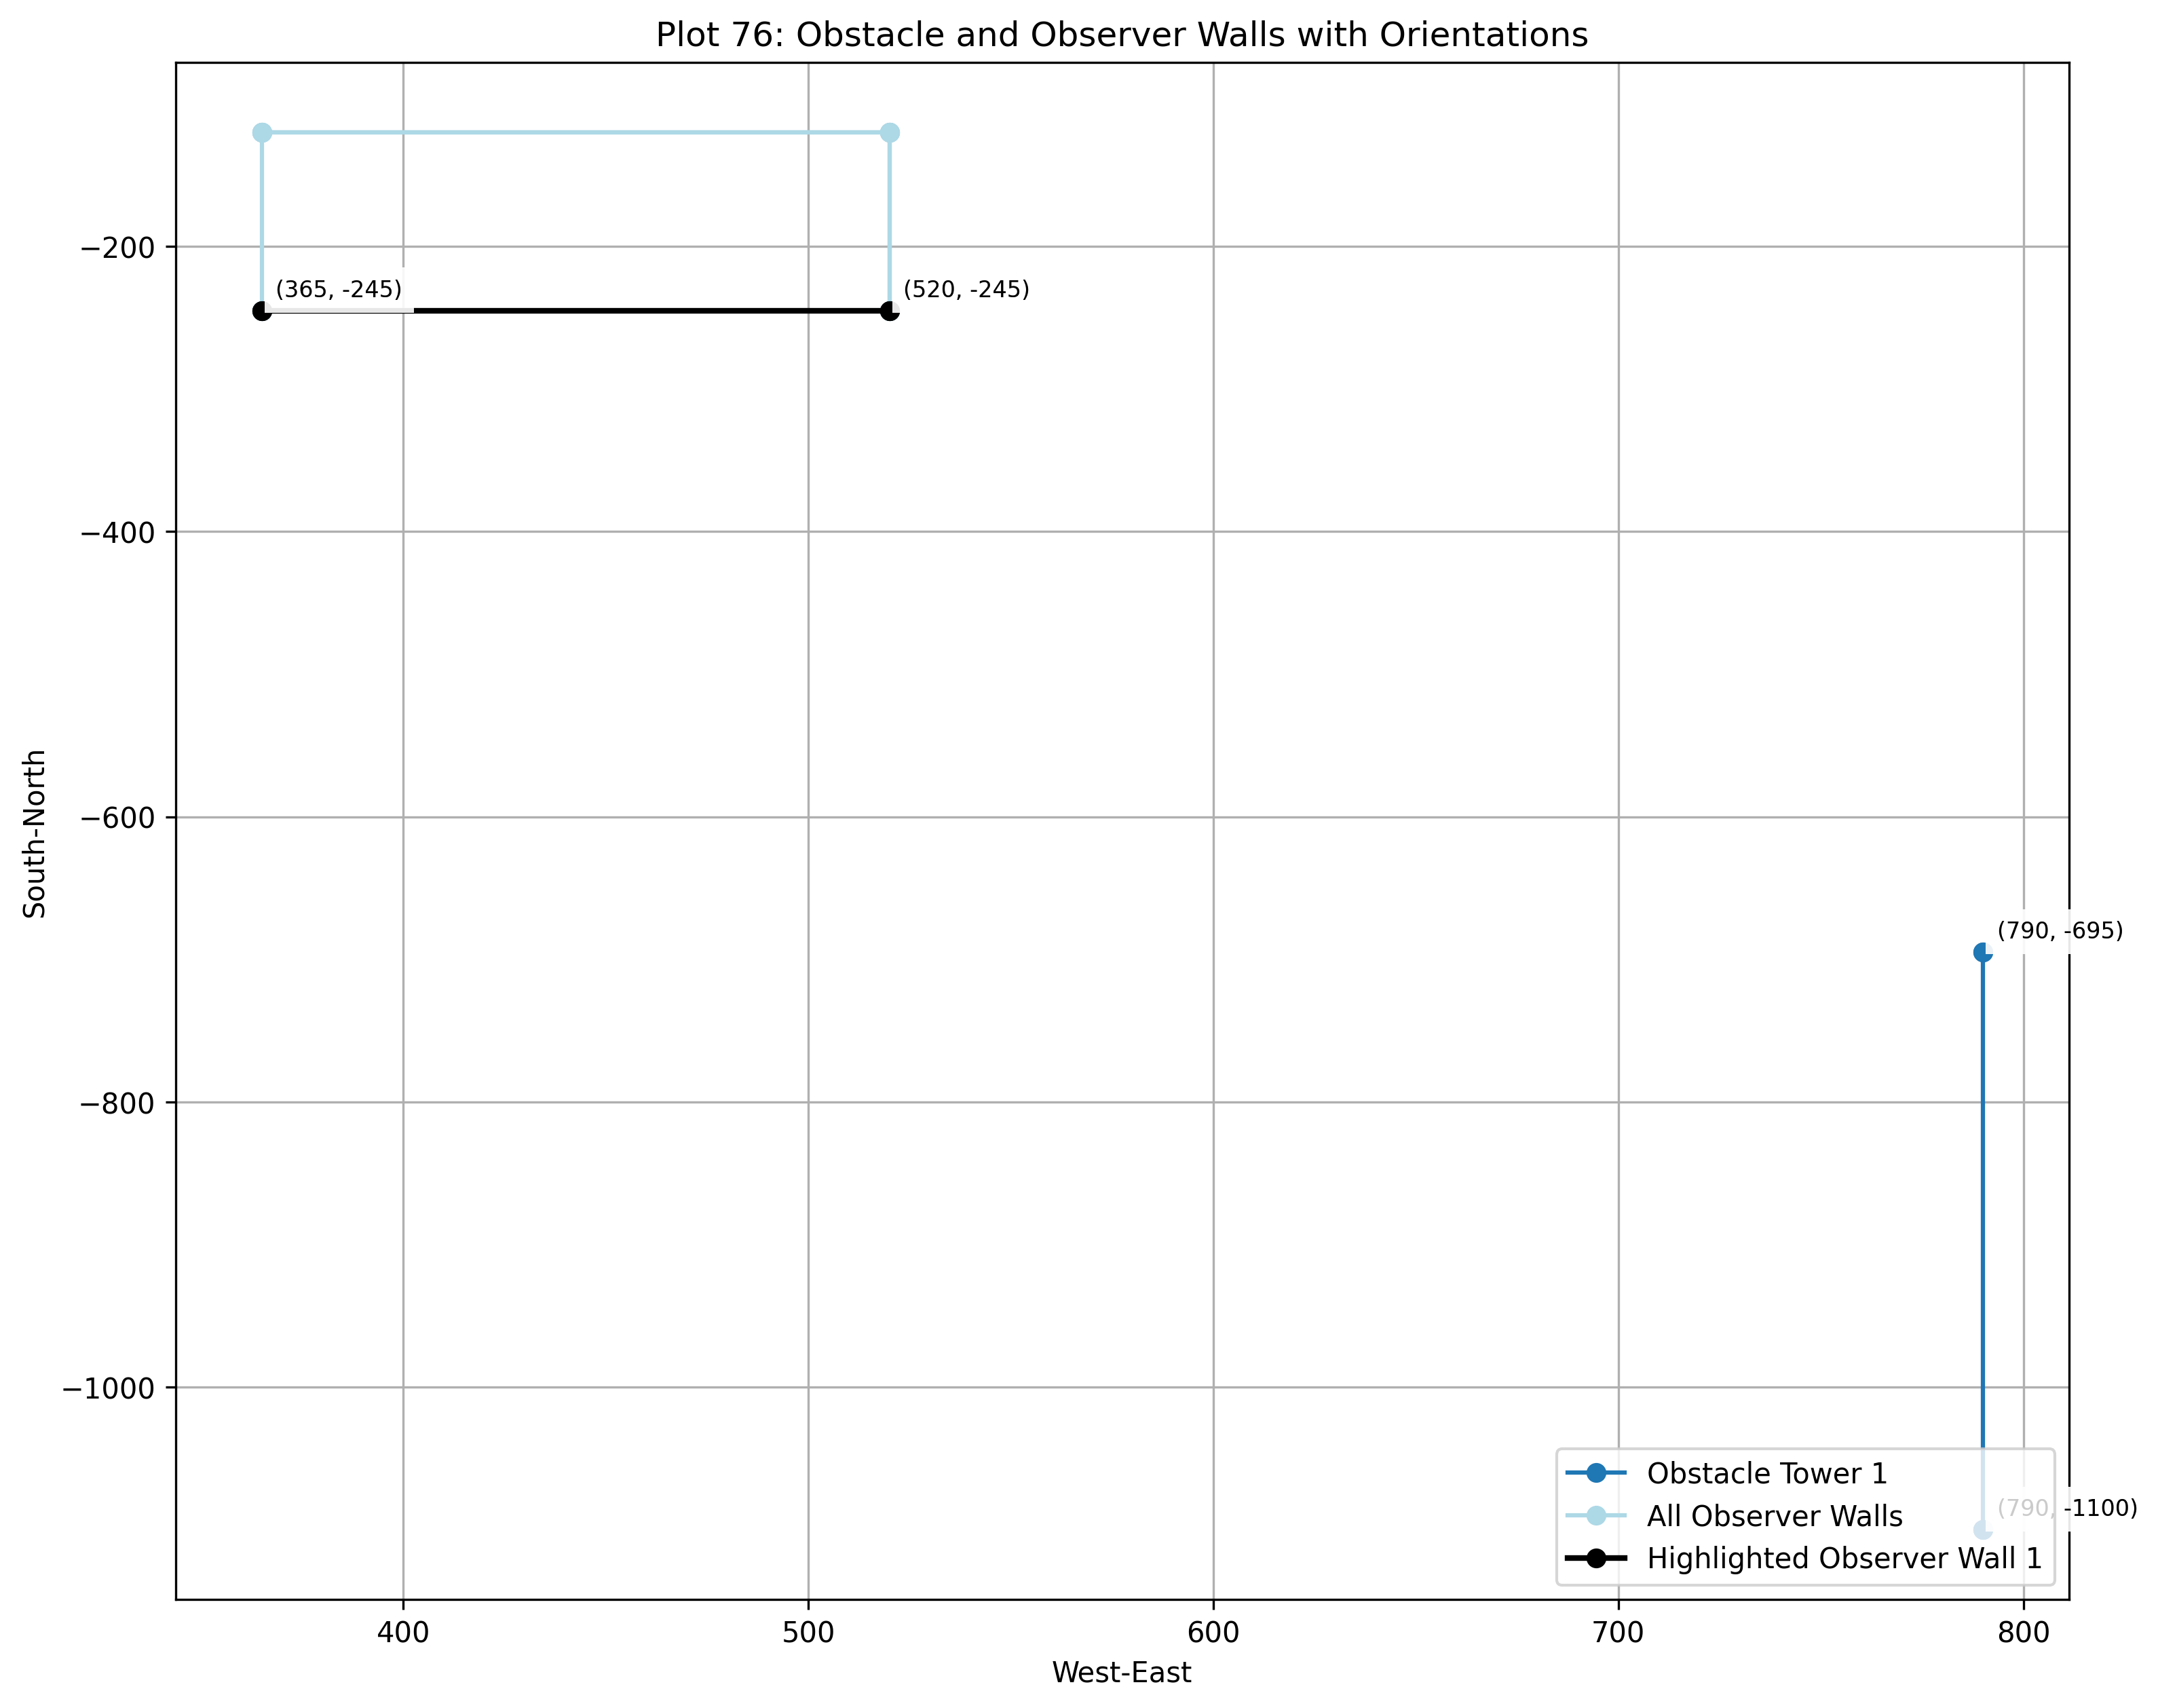 Plot 76: Obstacle and Observer Walls with Orientations
South-North
−200
−400
−600
−800
−1000
(365, -245)
(520, -245)
(790, -695)
(790, -1100)
Obstacle Tower 1
All Observer Walls
Highlighted Observer Wall 1
400
500
600
700
800
West-East